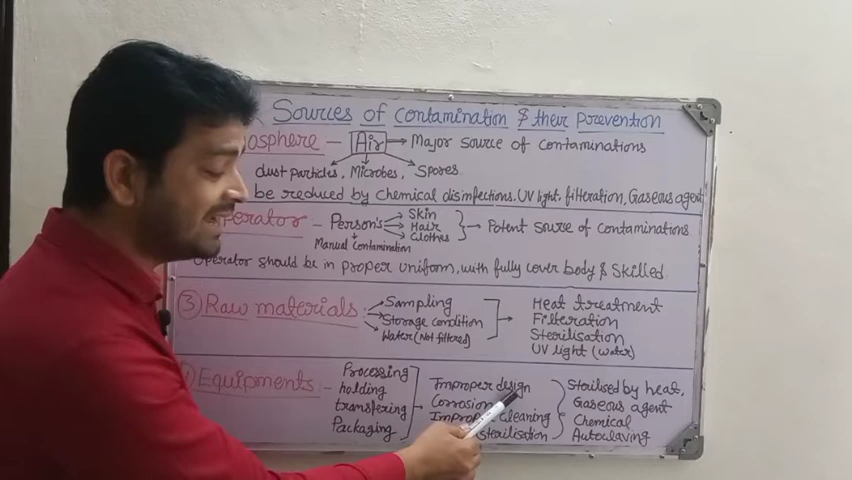 Sources of contamination & their prevention
osphere - Air → Major source of contaminations
dust particles, Microbes, Spores
be reduced by chemical disinfections, UV light, filteration, Gaseous agent
perator - Person's Skin
Hair
Clothes
→ Potent source of contaminations
Manual contamination
Operator should be in proper uniform, with fully cover body & skilled
③ Raw materials Sampling
Storage condition
Water (Not filtered)
Heat treatment
Filteration
Sterilisation
UV light (water)
Equipments - Processing
holding
transfering
Packaging
Improper design
Corrosion
Improper cleaning
sterilisation
Sterilised by heat,
Gaseous agent
Chemical
Autoclaving